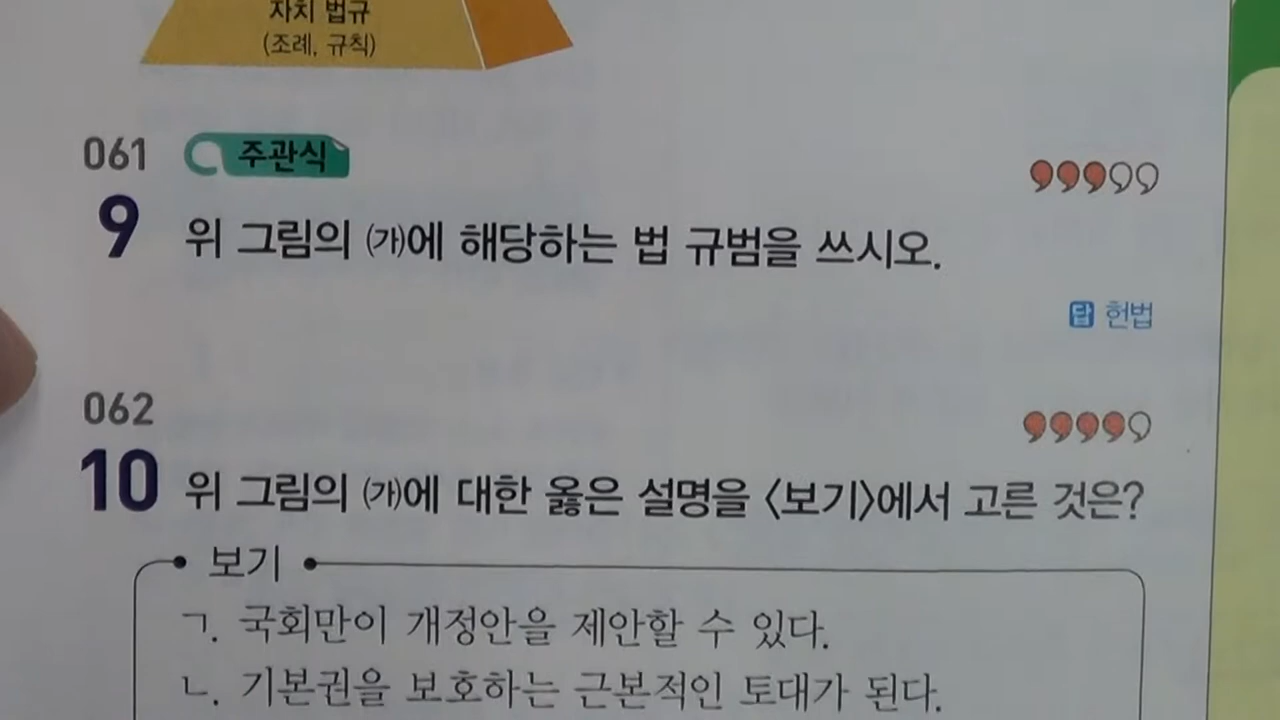 자치 법규
(조례, 규칙)
061 주관식
9 위 그림의 ㈎에 해당하는 법 규범을 쓰시오.
답 헌법
062
10 위 그림의 ㈎에 대한 옳은 설명을 〈보기〉에서 고른 것은?
보기
ㄱ. 국회만이 개정안을 제안할 수 있다.
ㄴ. 기본권을 보호하는 근본적인 토대가 된다.